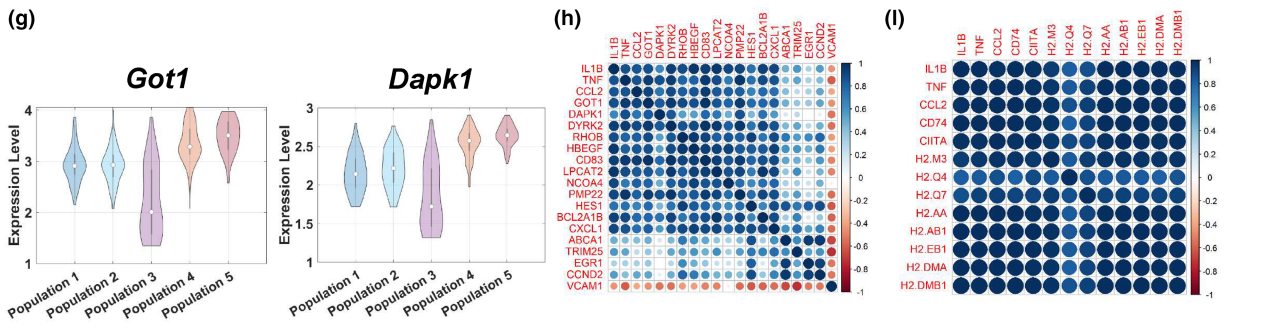 (g)
Got1
Expression Level
4
3
2
1
Population 1
Population 2
Population 3
Population 4
Population 5
Dapk1
Expression Level
3
2.5
2
1.5
1
Population 1
Population 2
Population 3
Population 4
Population 5
(h)
IL1B
TNF
CCL2
GOT1
DAPK1
DYRK2
RHOB
HBEGF
CD83
LPCAT2
NCOA4
PMP22
HES1
BCL2A1B
CXCL1
ABCA1
TRIM25
EGR1
CCND2
VCAM1
IL1B
TNF
CCL2
GOT1
DAPK1
DYRK2
RHOB
HBEGF
CD83
LPCAT2
NCOA4
PMP22
HES1
BCL2A1B
CXCL1
ABCA1
TRIM25
EGR1
CCND2
VCAM1
1
0.8
0.6
0.4
0.2
0
-0.2
-0.4
-0.6
-0.8
-1
(l)
IL1B
TNF
CCL2
CD74
CIITA
H2.M3
H2.Q4
H2.Q7
H2.AA
H2.AB1
H2.EB1
H2.DMA
H2.DMB1
IL1B
TNF
CCL2
CD74
CIITA
H2.M3
H2.Q4
H2.Q7
H2.AA
H2.AB1
H2.EB1
H2.DMA
H2.DMB1
1
0.8
0.6
0.4
0.2
0
-0.2
-0.4
-0.6
-0.8
-1